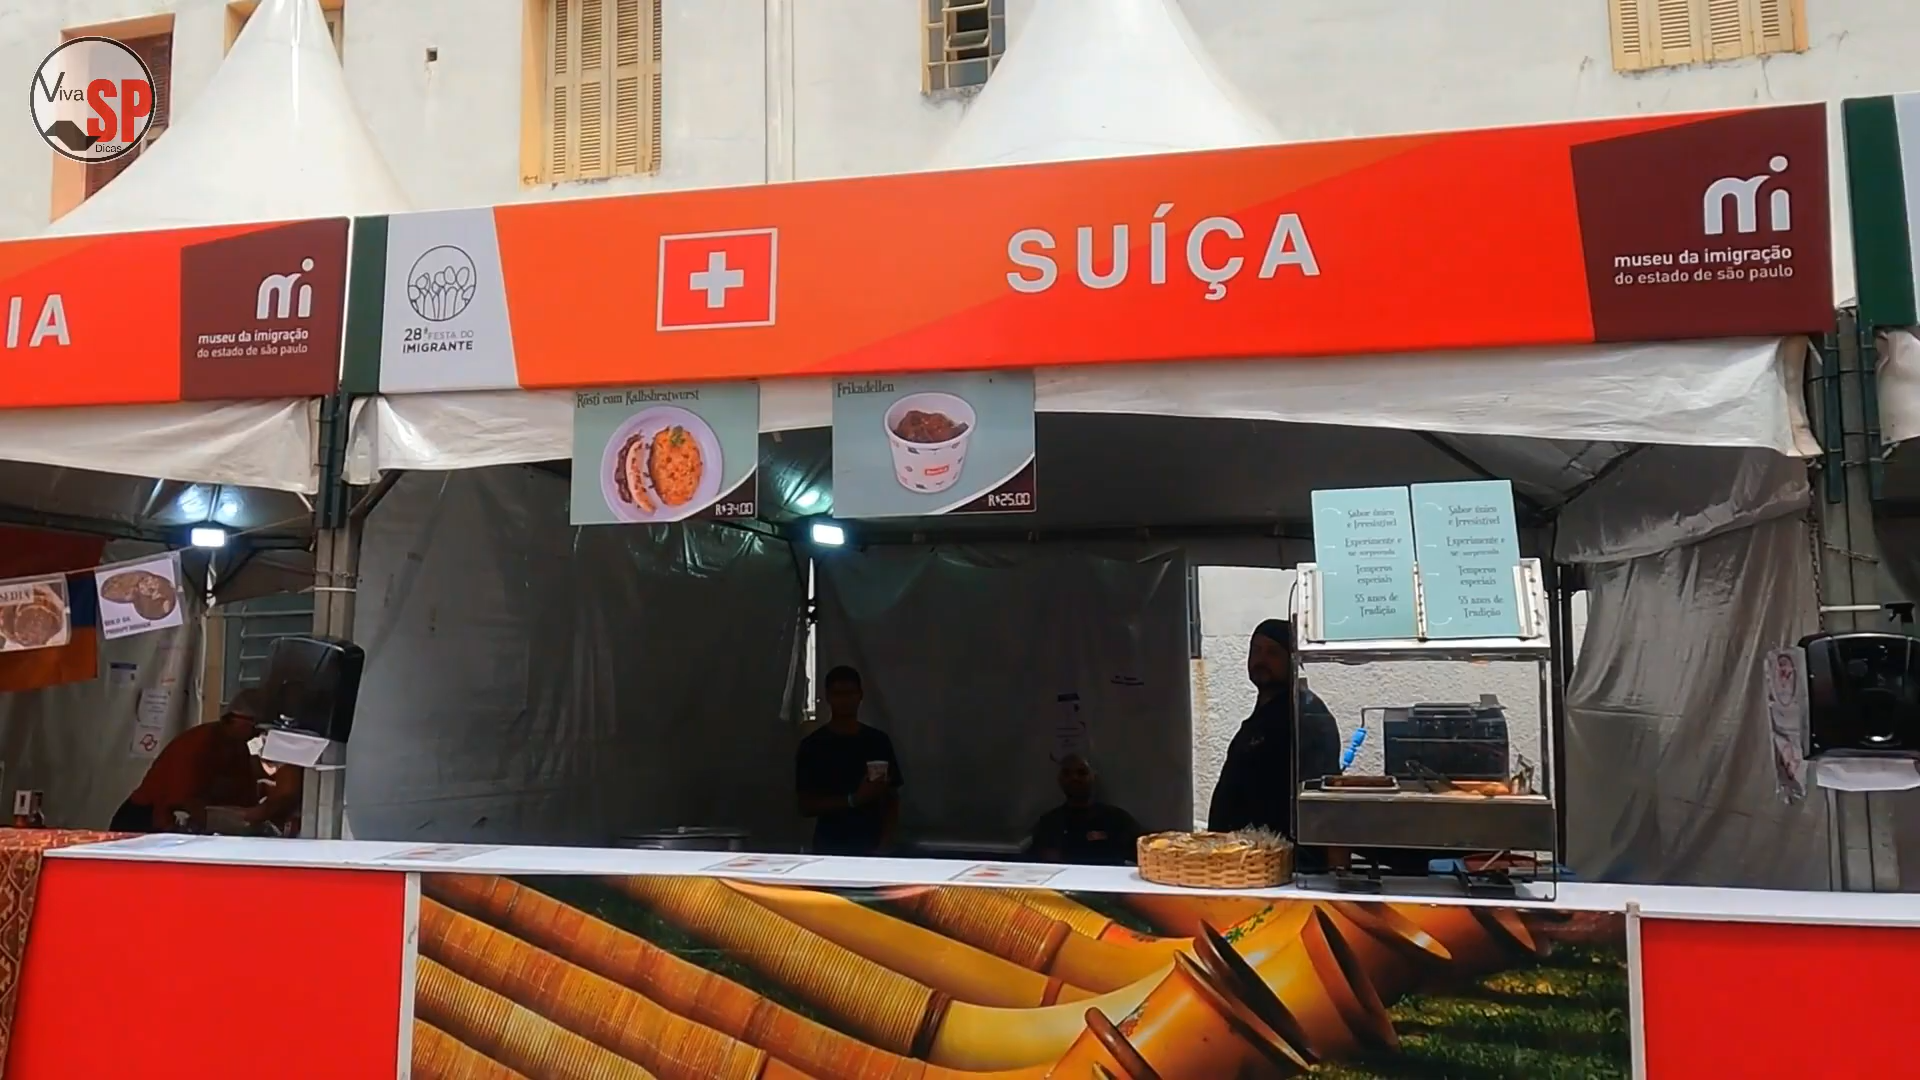 Viva
SP
Dicas
IA
museu da imigração
do estado de são paulo
28ª FESTA DO
IMIGRANTE
SUÍÇA
mi
museu da imigração
do estado de são paulo
Rösti com Kalbsbratwurst
R$34,00
Frikadellen
R$25,00
Sabor único
e Irresistível
Experimente e
se surpreenda
Temperos
especiais
55 anos de
Tradição
Sabor único
e Irresistível
Experimente e
se surpreenda
Temperos
especiais
55 anos de
Tradição